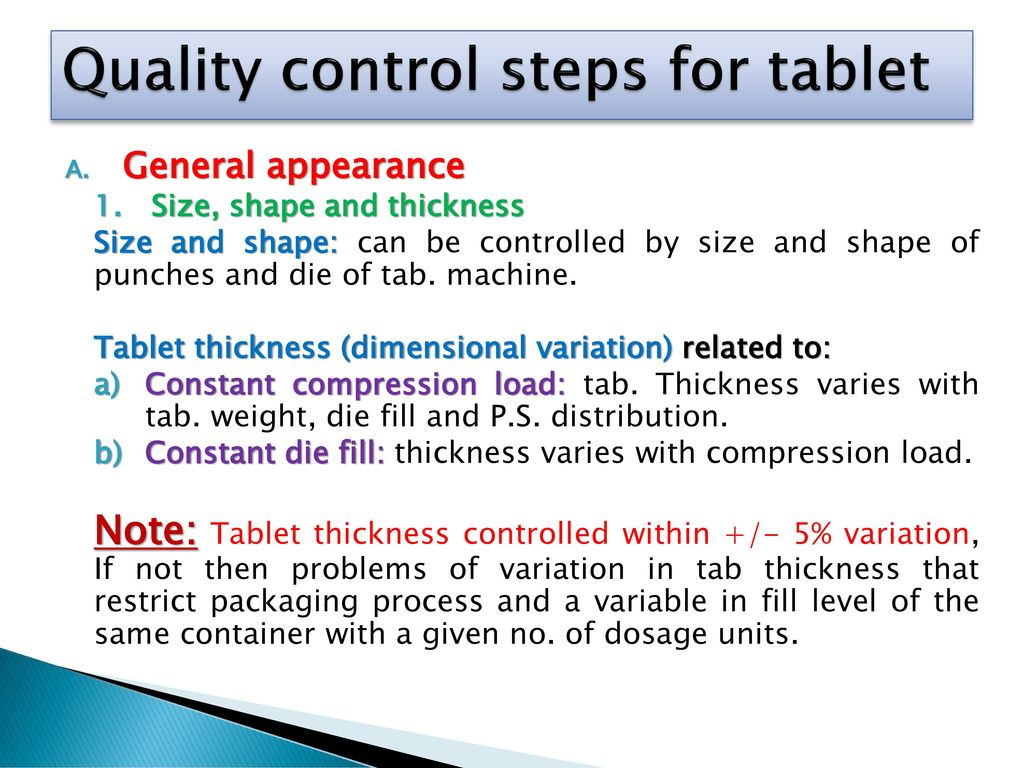 Quality control steps for tablet
A. General appearance
1. Size, shape and thickness
Size and shape: can be controlled by size and shape of
punches and die of tab. machine.
Tablet thickness (dimensional variation) related to:
a) Constant compression load: tab. Thickness varies with
tab. weight, die fill and P.S. distribution.
b) Constant die fill: thickness varies with compression load.
Note: Tablet thickness controlled within +/- 5% variation,
If not then problems of variation in tab thickness that
restrict packaging process and a variable in fill level of the
same container with a given no. of dosage units.